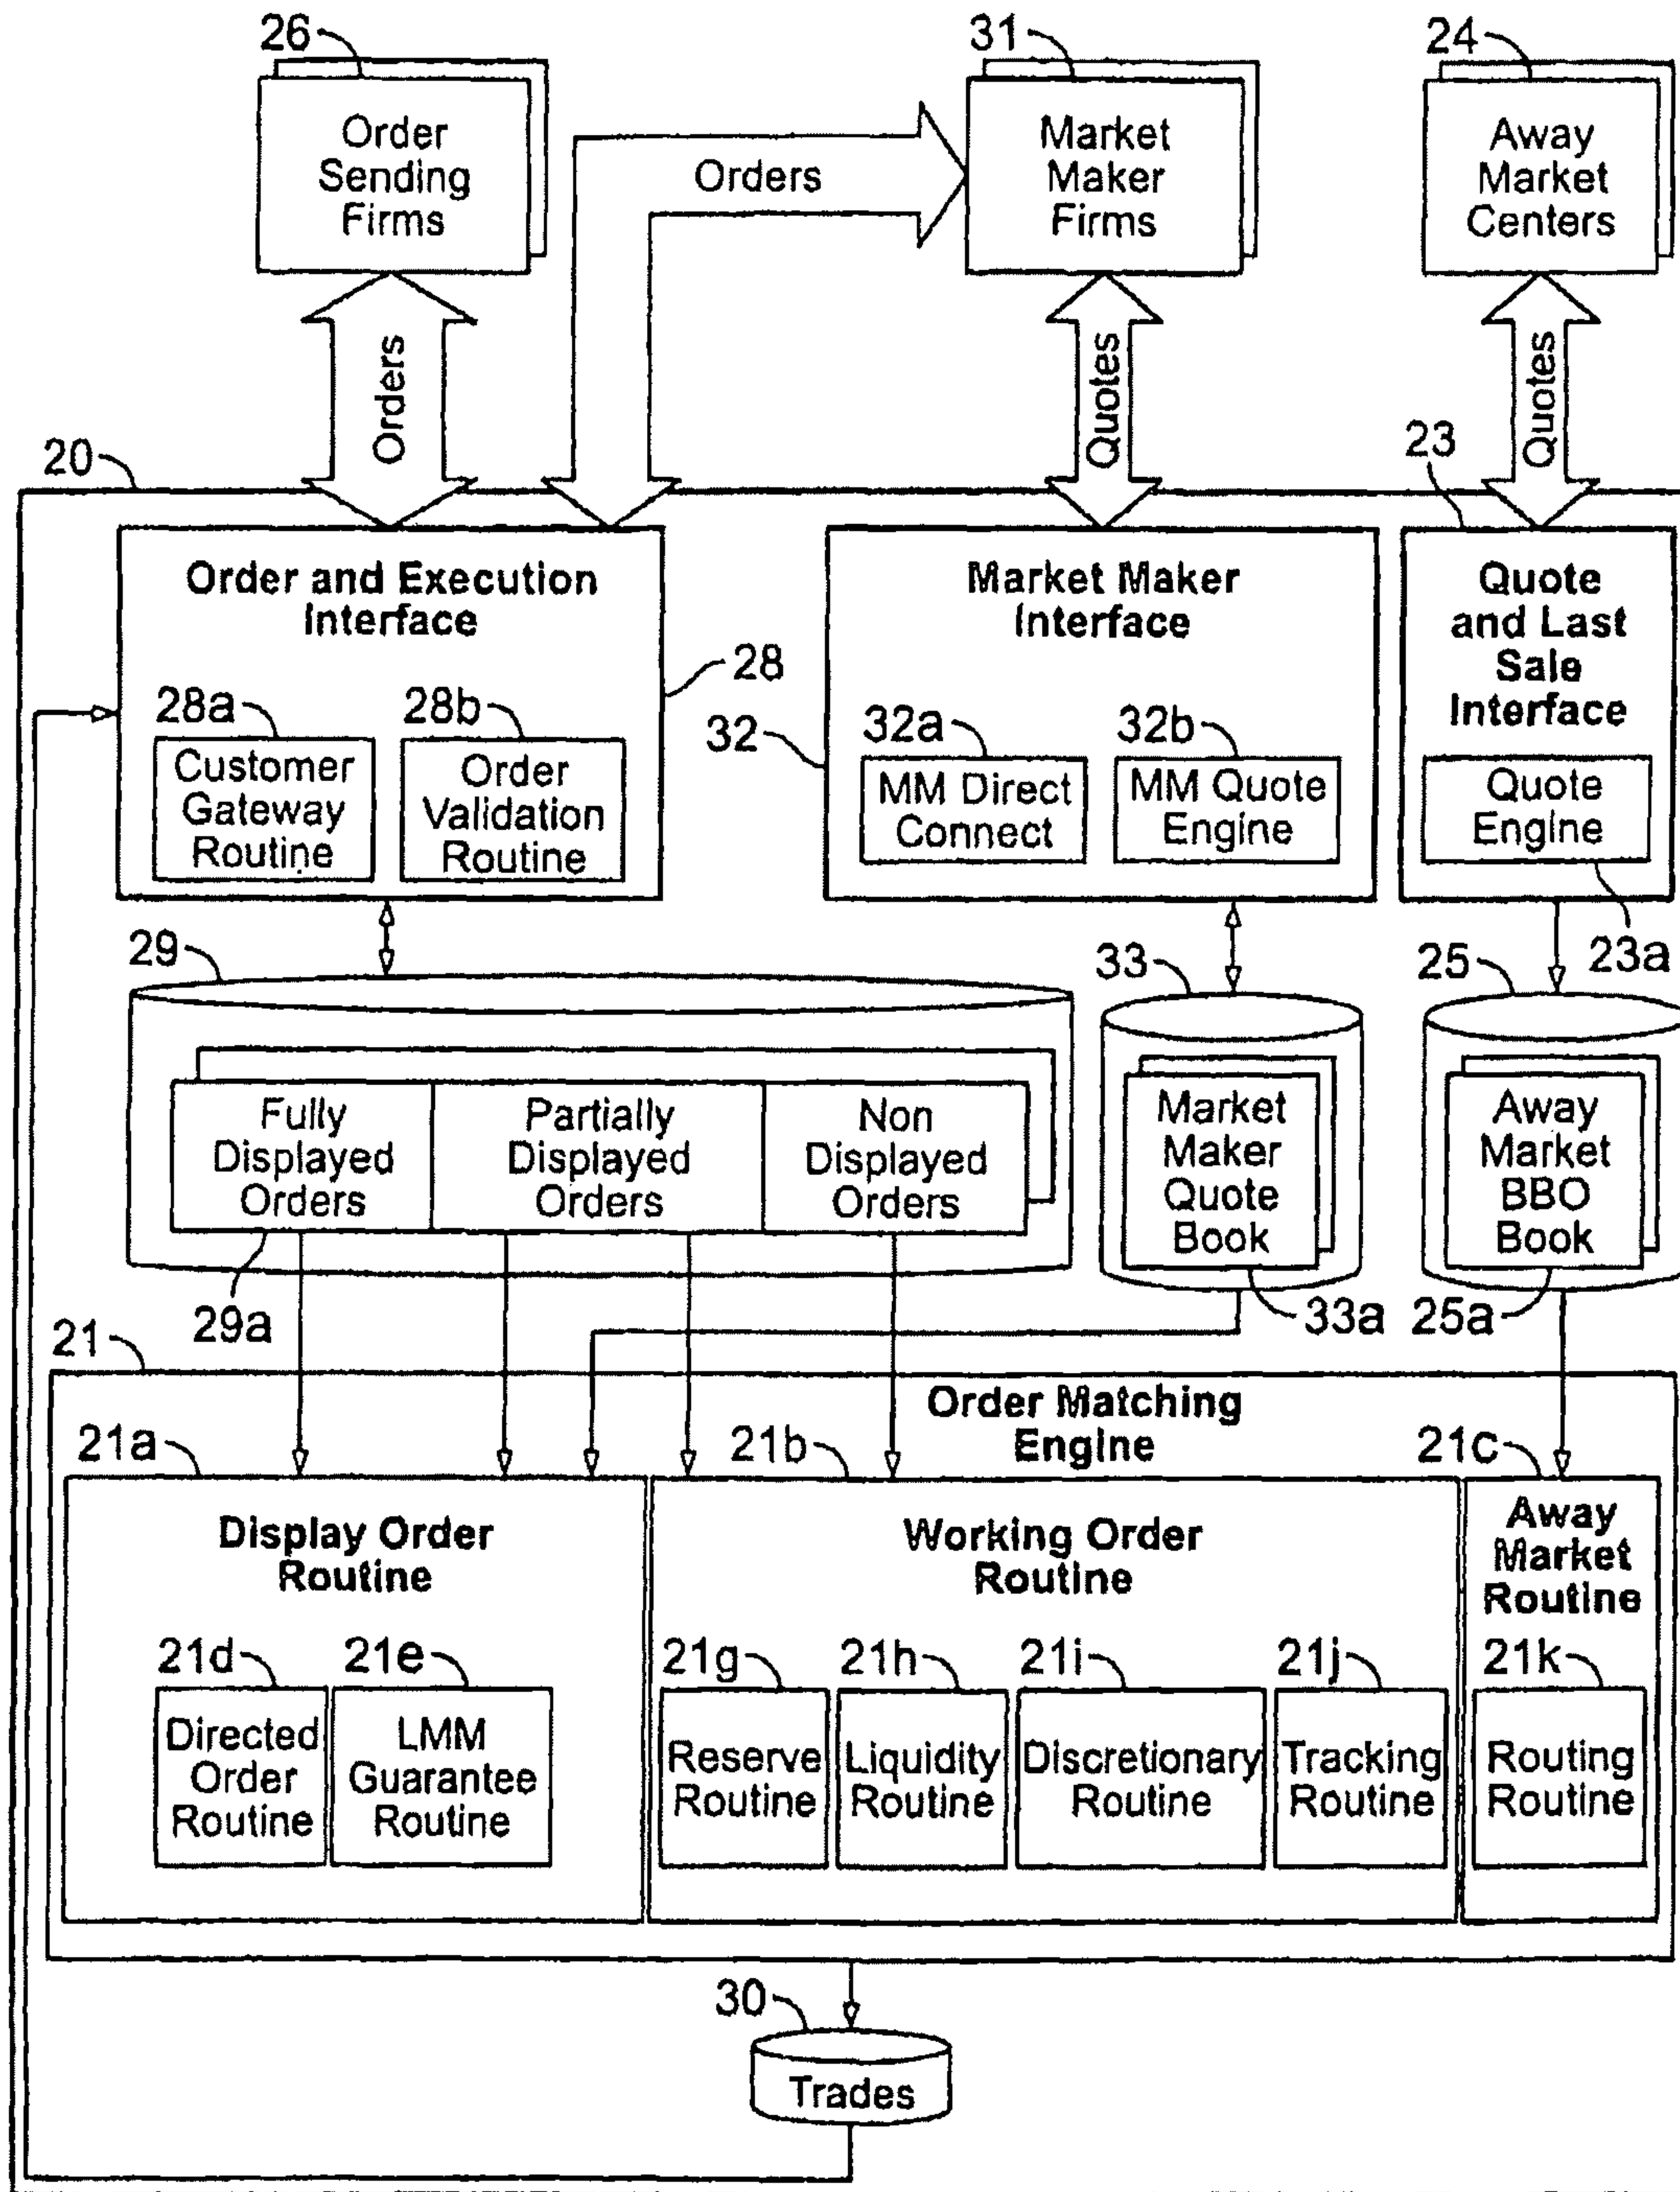 26
31
24
Order
Sending
Firms
Orders
Market
Maker
Firms
Away
Market
Centers
Orders
Quotes
Quotes
20
23
Order and Execution
Interface
Market Maker
Interface
Quote
and Last
Sale
Interface
28
28a
28b
32
32a
32b
Customer
Gateway
Routine
Order
Validation
Routine
MM Direct
Connect
MM Quote
Engine
Quote
Engine
23a
29
33
25
Fully
Displayed
Orders
Partially
Displayed
Orders
Non
Displayed
Orders
Market
Maker
Quote
Book
Away
Market
BBO
Book
29a
33a
25a
21
Order Matching
Engine
21a
21b
21c
Display Order
Routine
Working Order
Routine
Away
Market
Routine
21d
21e
21g
21h
21i
21j
21k
Directed
Order
Routine
LMM
Guarantee
Routine
Reserve
Routine
Liquidity
Routine
Discretionary
Routine
Tracking
Routine
Routing
Routine
30
Trades